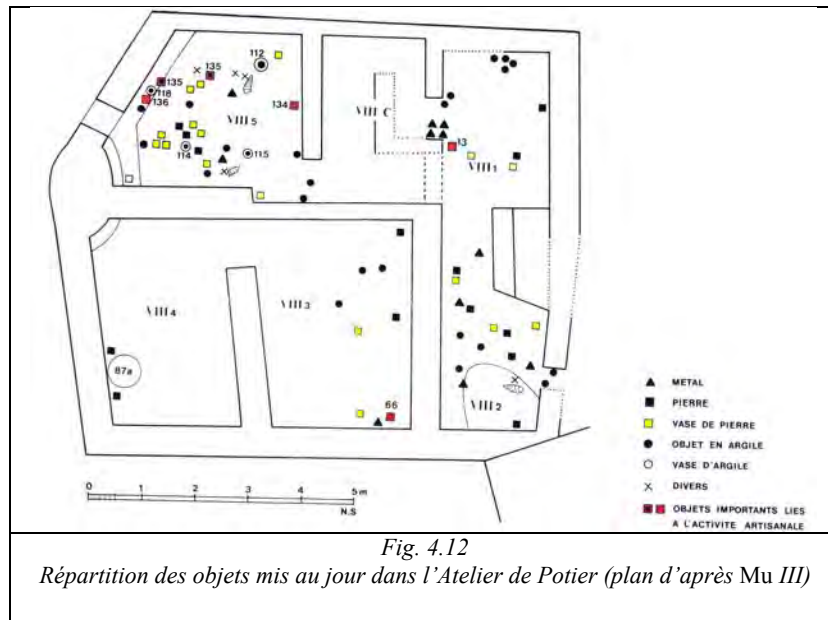 112
135
135
118
136
134
VIII 5
VIII C
13
VIII 1
114
115
VIII 4
VIII 3
87a
66
VIII 2
0 1 2 3 4 5 m
N.S
METAL
PIERRE
VASE DE PIERRE
OBJET EN ARGILE
VASE D'ARGILE
DIVERS
OBJETS IMPORTANTS LIES
A L'ACTIVITE ARTISANALE
Fig. 4.12
Répartition des objets mis au jour dans l'Atelier de Potier (plan d'après Mu III)